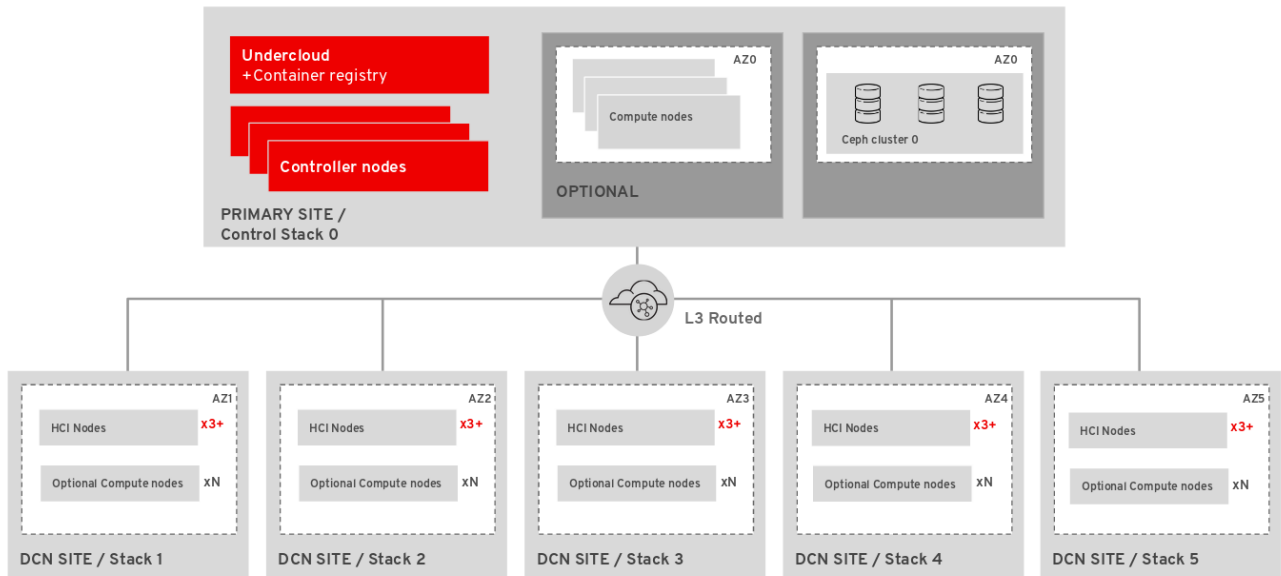 Undercloud
+Container registry
Controller nodes
PRIMARY SITE /
Control Stack 0
AZ0
Compute nodes
OPTIONAL
AZ0
Ceph cluster 0
L3 Routed
AZ1
HCI Nodes x3+
Optional Compute nodes xN
DCN SITE / Stack 1
AZ2
HCI Nodes x3+
Optional Compute nodes xN
DCN SITE / Stack 2
AZ3
HCI Nodes x3+
Optional Compute nodes xN
DCN SITE / Stack 3
AZ4
HCI Nodes x3+
Optional Compute nodes xN
DCN SITE / Stack 4
AZ5
HCI Nodes x3+
Optional Compute nodes xN
DCN SITE / Stack 5